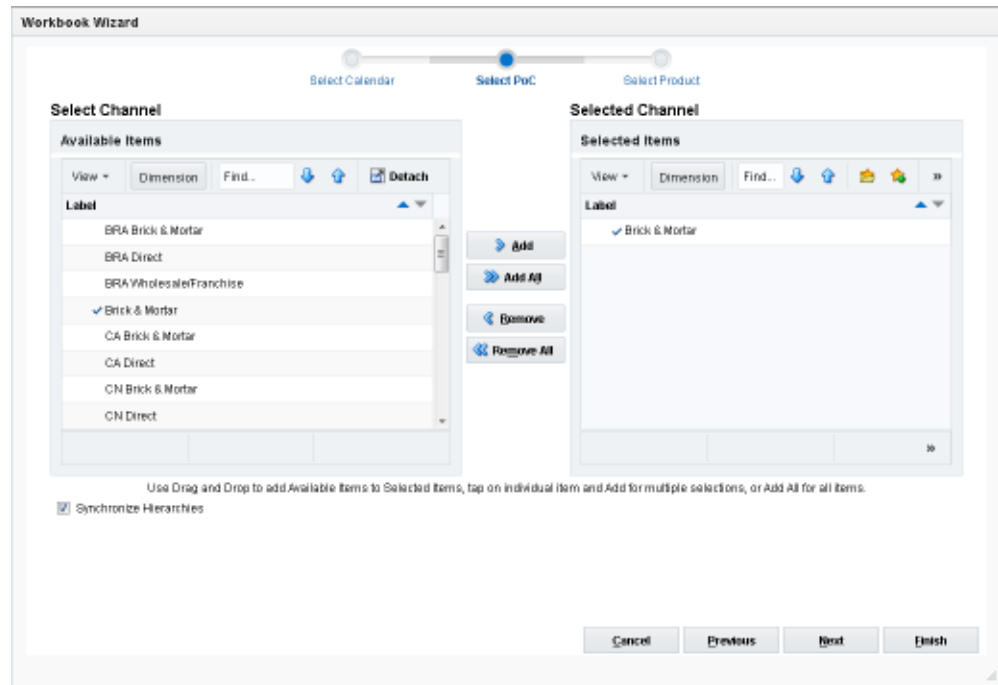 Workbook Wizard
Select Calendar
Select PoC
Select Product
Select Channel
Selected Channel
Available Items
Selected Items
View
Dimension
Find...
Detach
View
Dimension
Find...
»
Label
Label
BRA Brick & Mortar
BRA Direct
BRA Wholesale/Franchise
Brick & Mortar
CA Brick & Mortar
CA Direct
CN Brick & Mortar
CN Direct
Add
Add All
Remove
Remove All
Brick & Mortar
»
Use Drag and Drop to add Available Items to Selected Items, tap on individual item and Add for multiple selections, or Add All for all items.
Synchronize Hierarchies
Cancel
Previous
Next
Finish